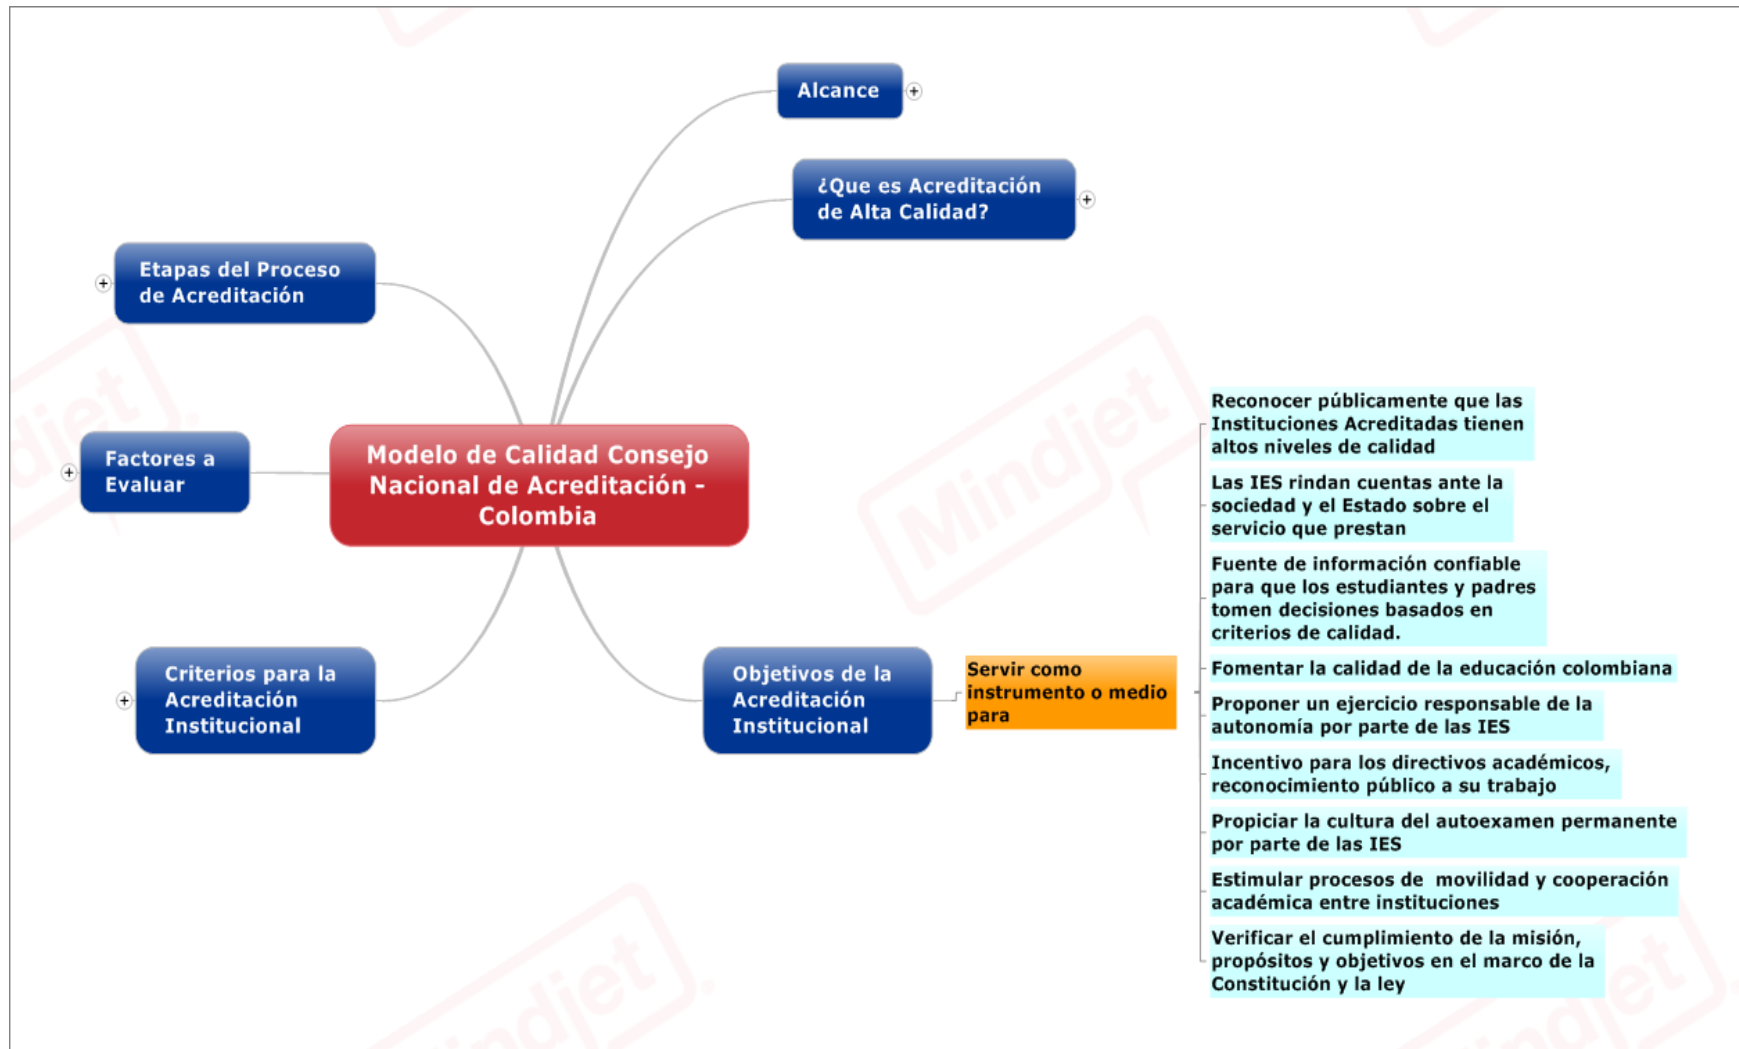 Alcance
¿Que es Acreditación
de Alta Calidad?
Etapas del Proceso
de Acreditación
Factores a
Evaluar
Modelo de Calidad Consejo
Nacional de Acreditación -
Colombia
Criterios para la
Acreditación
Institucional
Objetivos de la
Acreditación
Institucional
Servir como
instrumento o medio
para
Reconocer públicamente que las
Instituciones Acreditadas tienen
altos niveles de calidad
Las IES rindan cuentas ante la
sociedad y el Estado sobre el
servicio que prestan
Fuente de información confiable
para que los estudiantes y padres
tomen decisiones basados en
criterios de calidad.
Fomentar la calidad de la educación colombiana
Proponer un ejercicio responsable de la
autonomía por parte de las IES
Incentivo para los directivos académicos,
reconocimiento público a su trabajo
Propiciar la cultura del autoexamen permanente
por parte de las IES
Estimular procesos de  movilidad y cooperación
académica entre instituciones
Verificar el cumplimiento de la misión,
propósitos y objetivos en el marco de la
Constitución y la ley
Mindjet
Mindjet